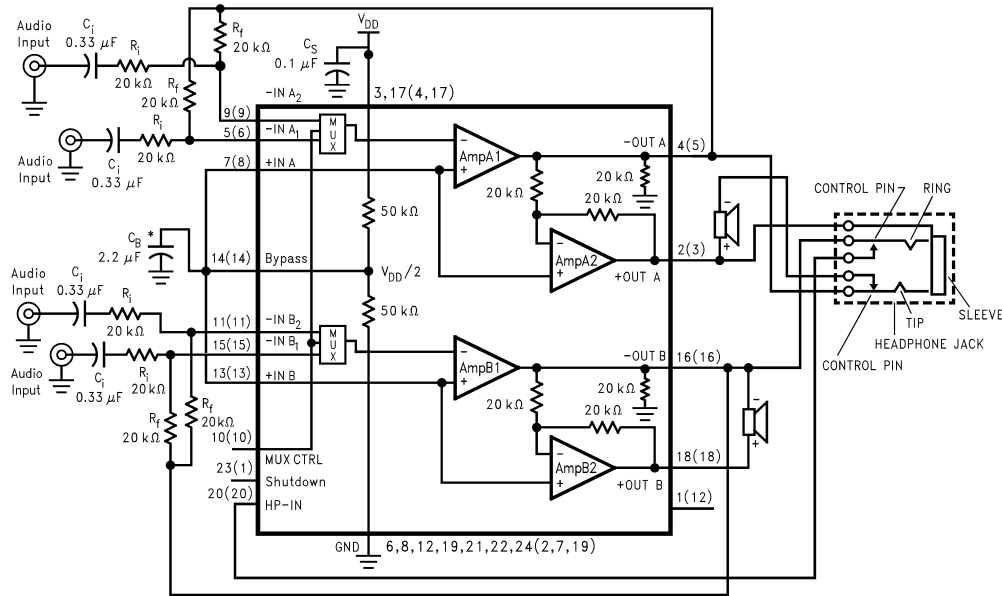 Audio
Input
C_i
0.33 µF
R_i
20 kΩ
R_f
20 kΩ
R_f
20 kΩ
R_i
20 kΩ
C_i
0.33 µF
Audio
Input
V_DD
C_S
0.1 µF
3,17(4,17)
-IN A_2
9(9)
-IN A_1
5(6)
+IN A
7(8)
MUX
AmpA1
-
+
-OUT A
4(5)
20 kΩ
20 kΩ
20 kΩ
AmpA2
-
+
+OUT A
2(3)
-
+
50 kΩ
C_B *
2.2 µF
14(14)
Bypass
V_DD/2
50 kΩ
CONTROL PIN
RING
SLEEVE
TIP
HEADPHONE JACK
CONTROL PIN
Audio
Input
C_i
0.33 µF
R_i
20 kΩ
11(11)
-IN B_2
15(15)
-IN B_1
13(13)
+IN B
MUX
Audio
Input
C_i
0.33 µF
R_i
20kΩ
R_f
20kΩ
R_f
20 kΩ
AmpB1
-
+
-OUT B
16(16)
20 kΩ
20 kΩ
20 kΩ
AmpB2
-
+
+OUT B
18(18)
-
+
10(10)
MUX CTRL
23(1)
Shutdown
20(20)
HP-IN
1(12)
GND
6,8,12,19,21,22,24(2,7,19)